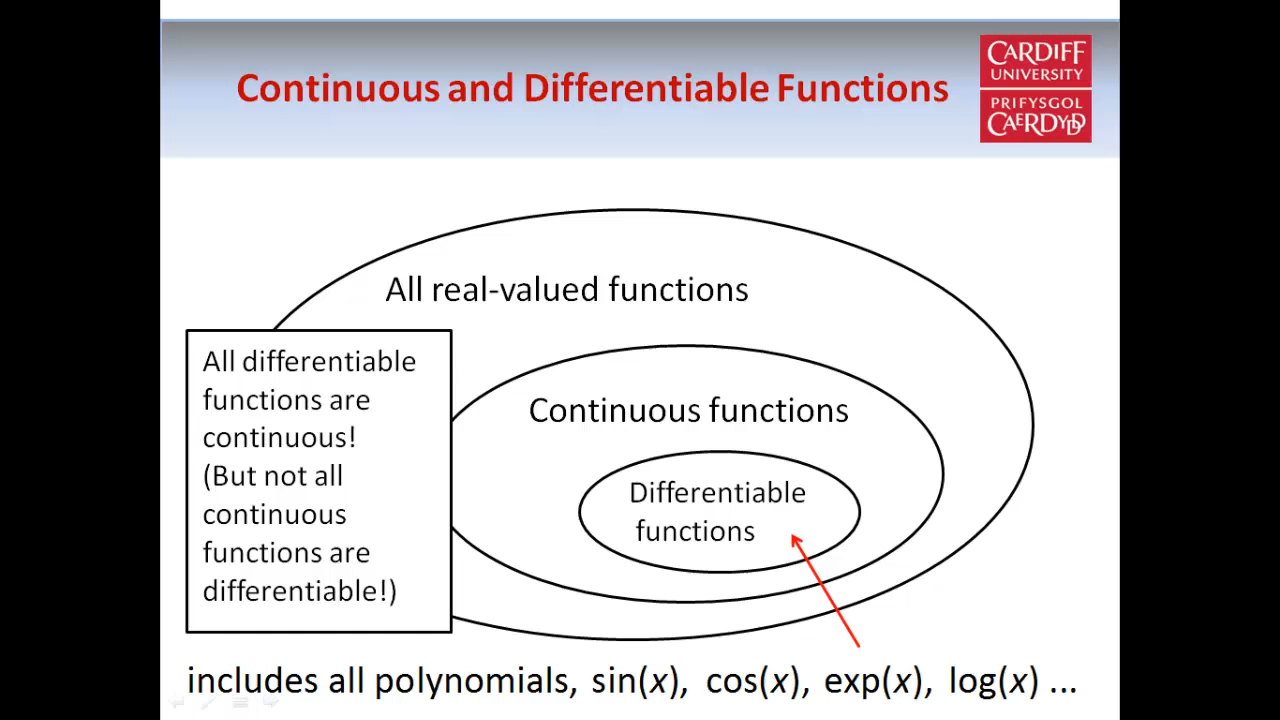 Continuous and Differentiable Functions
CARDIFF
UNIVERSITY
PRIFYSGOL
CAERDYDD
All real-valued functions
All differentiable
functions are
continuous!
(But not all
continuous
functions are
differentiable!)
Continuous functions
Differentiable
functions
includes all polynomials, sin(x), cos(x), exp(x), log(x) ...